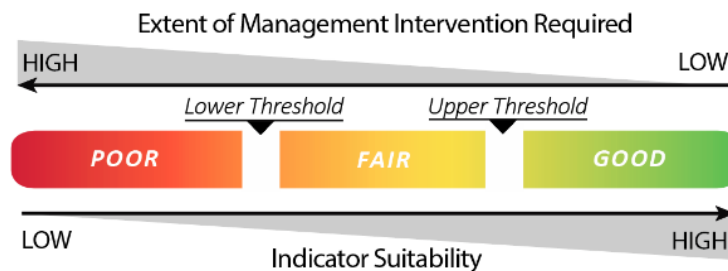 Extent of Management Intervention Required
HIGH LOW
Lower Threshold Upper Threshold
POOR FAIR GOOD
LOW HIGH
Indicator Suitability